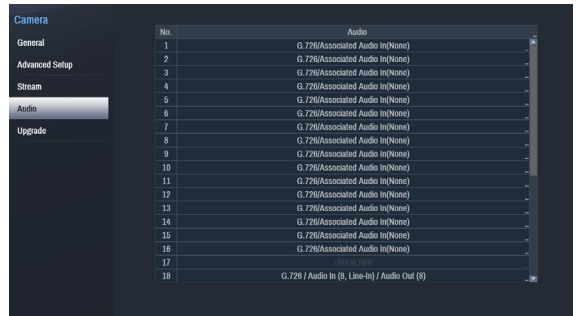 Camera
General
Advanced Setup
Stream
Audio
Upgrade
No. Audio
1 G.726/Associated Audio In(None)
2 G.726/Associated Audio In(None)
3 G.726/Associated Audio In(None)
4 G.726/Associated Audio In(None)
5 G.726/Associated Audio In(None)
6 G.726/Associated Audio In(None)
7 G.726/Associated Audio In(None)
8 G.726/Associated Audio In(None)
9 G.726/Associated Audio In(None)
10 G.726/Associated Audio In(None)
11 G.726/Associated Audio In(None)
12 G.726/Associated Audio In(None)
13 G.726/Associated Audio In(None)
14 G.726/Associated Audio In(None)
15 G.726/Associated Audio In(None)
16 G.726/Associated Audio In(None)
17 UNKNOWN
18 G.726 / Audio In (8, Line-In) / Audio Out (8)